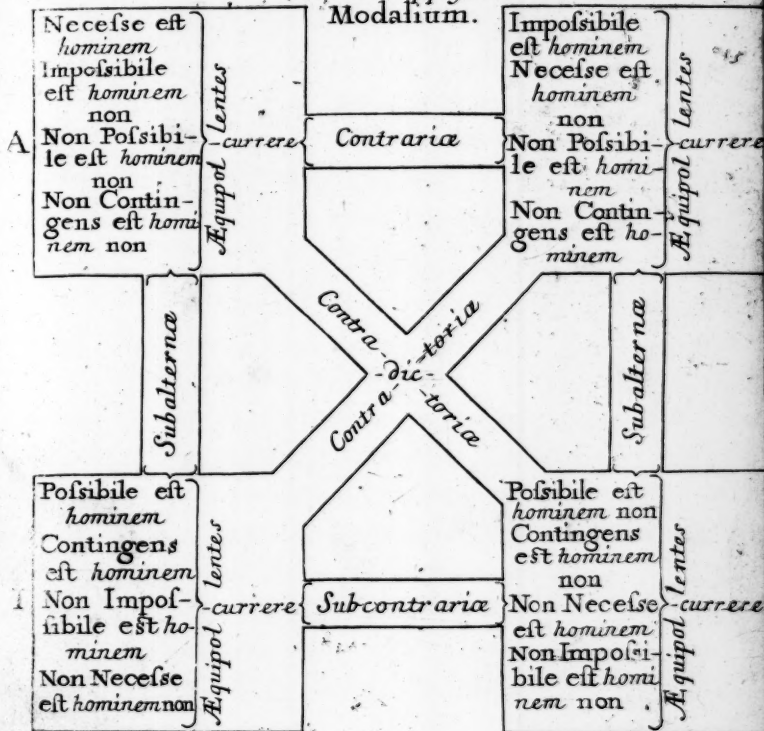 Modalium.
A
Neceſse eſt
hominem
Impoſsibile
eſt hominem
non
Non Poſsibi-
le eſt hominem
non
Non Contin-
gens eſt homi
nem non
Æquipol lentes
-currere
Contrariæ
Impoſsibile
eſt hominem
Neceſse eſt
hominem
non
Non Poſsibi-
le eſt homi-
nem
Non Contin-
gens eſt ho-
minem
Æquipol lentes
-currere
Subalternæ
Contra-
-dic-
-toriæ
Contra-
toriæ
Subalternæ
I
Poſsibile eſt
hominem
Contingens
eſt hominem
Non Impoſ-
ſibile eſt ho-
minem
Non Neceſse
eſt hominem non
Æquipol lentes
-currere
Subcontrariæ
Poſsibile eſt
hominem non
Contingens
eſt hominem
non
Non Neceſse
eſt hominem
Non Impoſsi-
bile eſt homi
nem non
Æquipol lentes
-currere